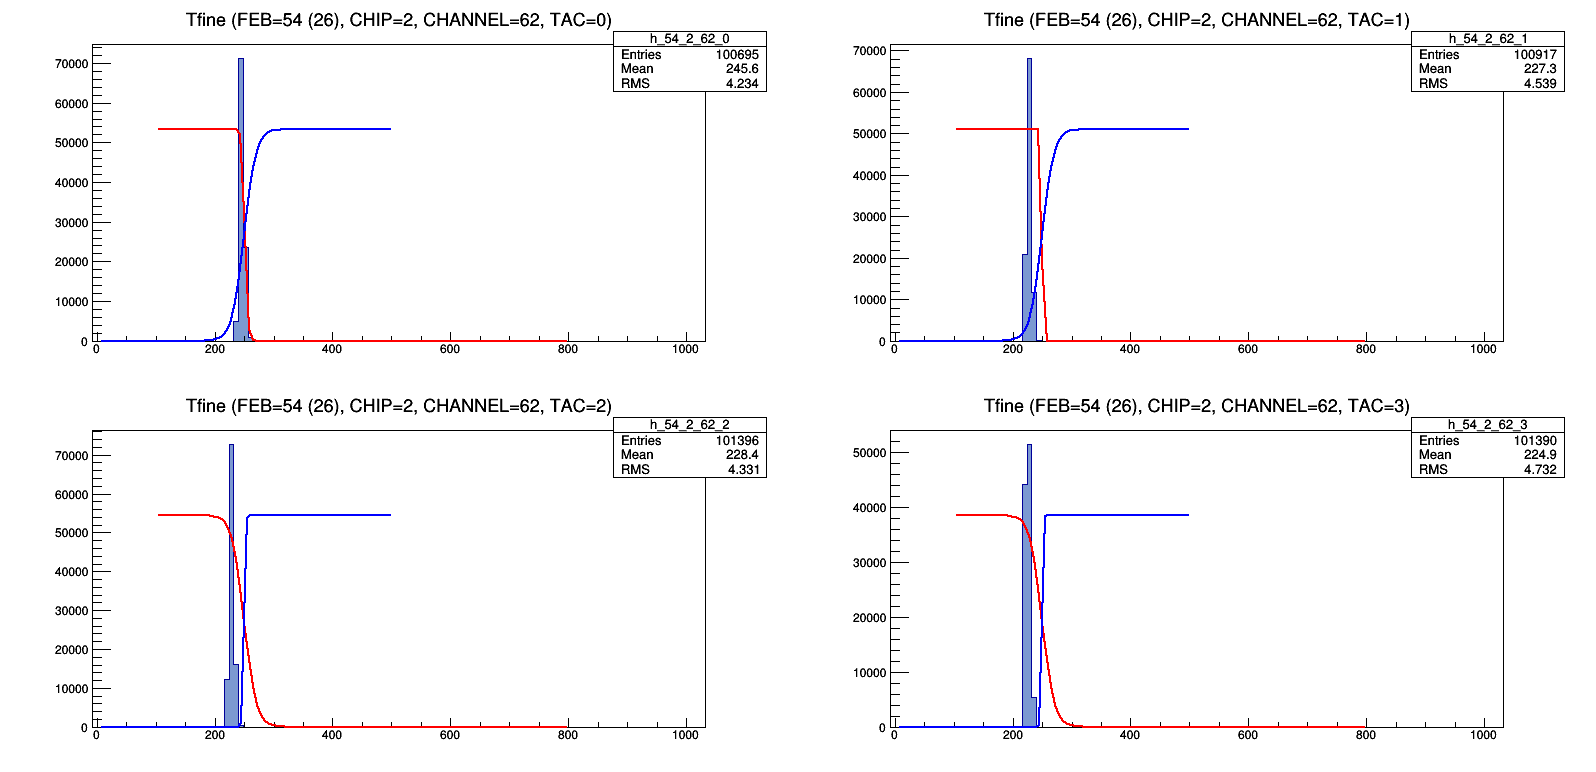 Tfine (FEB=54 (26), CHIP=2, CHANNEL=62, TAC=0)
h_54_2_62_0
Entries 100695
Mean 245.6
RMS 4.234
70000
60000
50000
40000
30000
20000
10000
0
0 200 400 600 800 1000
Tfine (FEB=54 (26), CHIP=2, CHANNEL=62, TAC=1)
h_54_2_62_1
Entries 100917
Mean 227.3
RMS 4.539
70000
60000
50000
40000
30000
20000
10000
0
0 200 400 600 800 1000
Tfine (FEB=54 (26), CHIP=2, CHANNEL=62, TAC=2)
h_54_2_62_2
Entries 101396
Mean 228.4
RMS 4.331
70000
60000
50000
40000
30000
20000
10000
0
0 200 400 600 800 1000
Tfine (FEB=54 (26), CHIP=2, CHANNEL=62, TAC=3)
h_54_2_62_3
Entries 101390
Mean 224.9
RMS 4.732
50000
40000
30000
20000
10000
0
0 200 400 600 800 1000